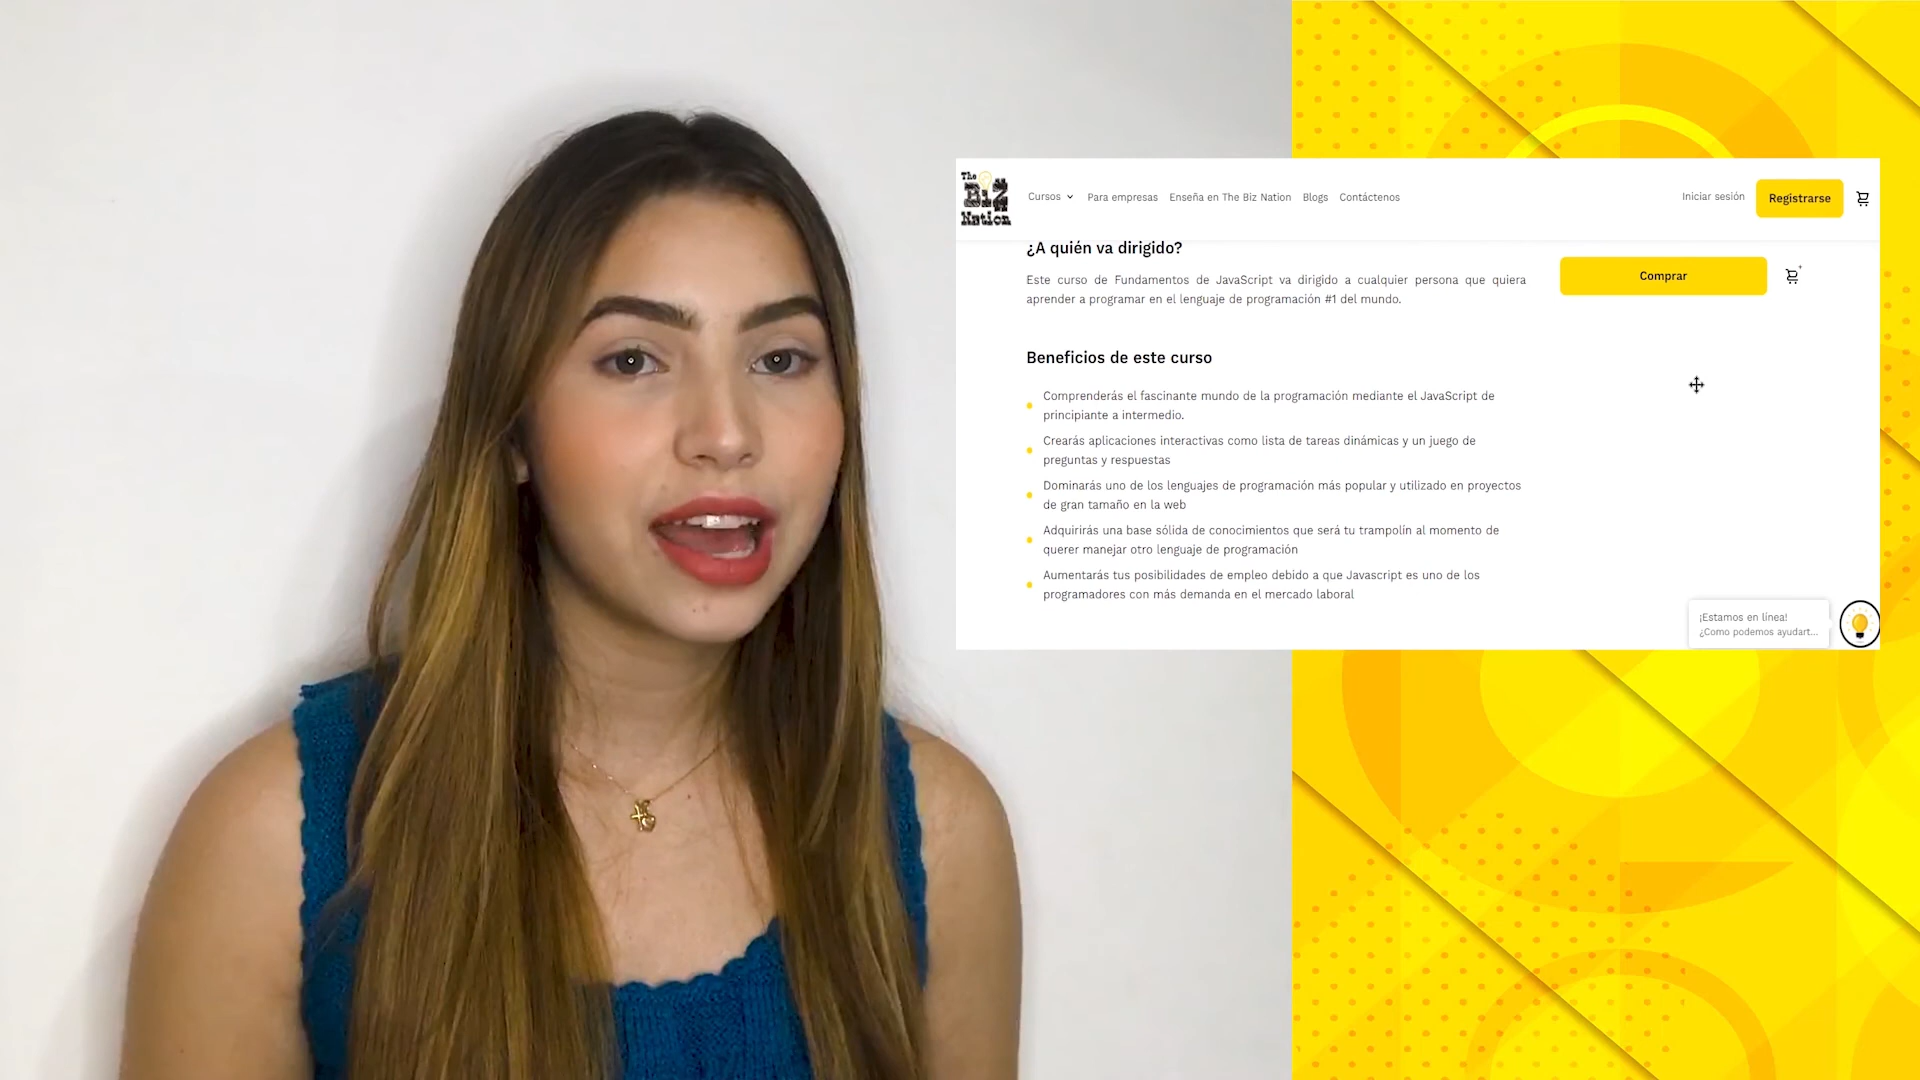 The
Biz
Nation
Cursos
Para empresas
Enseña en The Biz Nation
Blogs
Contáctenos
Iniciar sesión
Registrarse
¿A quién va dirigido?
Este curso de Fundamentos de JavaScript va dirigido a cualquier persona que quiera
aprender a programar en el lenguaje de programación #1 del mundo.
Comprar
Beneficios de este curso
Comprenderás el fascinante mundo de la programación mediante el JavaScript de
principiante a intermedio.
Crearás aplicaciones interactivas como lista de tareas dinámicas y un juego de
preguntas y respuestas
Dominarás uno de los lenguajes de programación más popular y utilizado en proyectos
de gran tamaño en la web
Adquirirás una base sólida de conocimientos que será tu trampolín al momento de
querer manejar otro lenguaje de programación
Aumentarás tus posibilidades de empleo debido a que Javascript es uno de los
programadores con más demanda en el mercado laboral
¡Estamos en línea!
¿Como podemos ayudart...